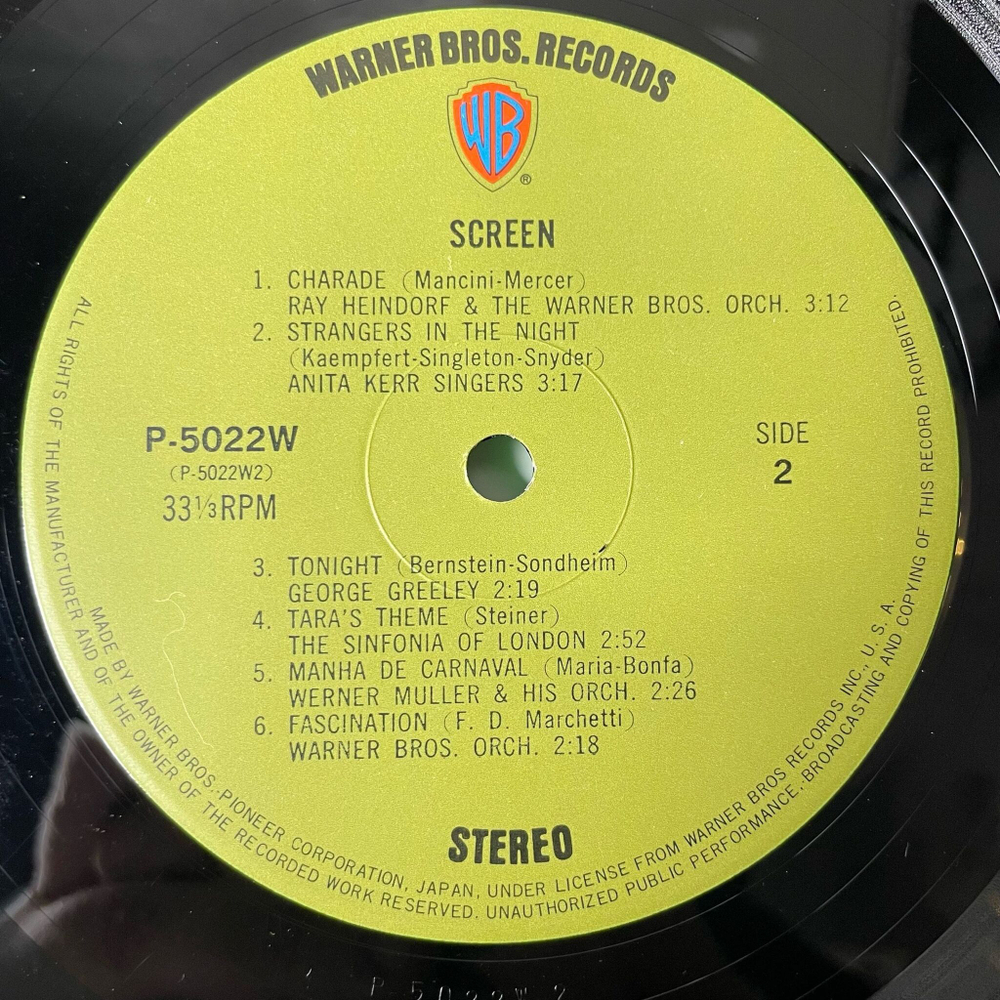 WARNER BROS. RECORDS
WB
®
SCREEN
1. CHARADE (Mancini-Mercer)
RAY HEINDORF & THE WARNER BROS. ORCH. 3:12
2. STRANGERS IN THE NIGHT
(Kaempfert-Singleton-Snyder)
ANITA KERR SINGERS 3:17
P-5022W
(P-5022W2)
33⅓RPM
SIDE
2
3. TONIGHT (Bernstein-Sondheim)
GEORGE GREELEY 2:19
4. TARA'S THEME (Steiner)
THE SINFONIA OF LONDON 2:52
5. MANHA DE CARNAVAL (Maria-Bonfa)
WERNER MULLER & HIS ORCH. 2:26
6. FASCINATION (F. D. Marchetti)
WARNER BROS. ORCH. 2:18
STEREO
MADE BY WARNER BROS.-PIONEER CORPORATION, JAPAN, UNDER LICENSE FROM WARNER BROS RECORDS INC., U. S. A.
ALL RIGHTS OF THE MANUFACTURER AND OF THE OWNER OF THE RECORDED WORK RESERVED. UNAUTHORIZED PUBLIC PERFORMANCE, BROADCASTING AND COPYING OF THIS RECORD PROHIBITED.
P-5022W 2